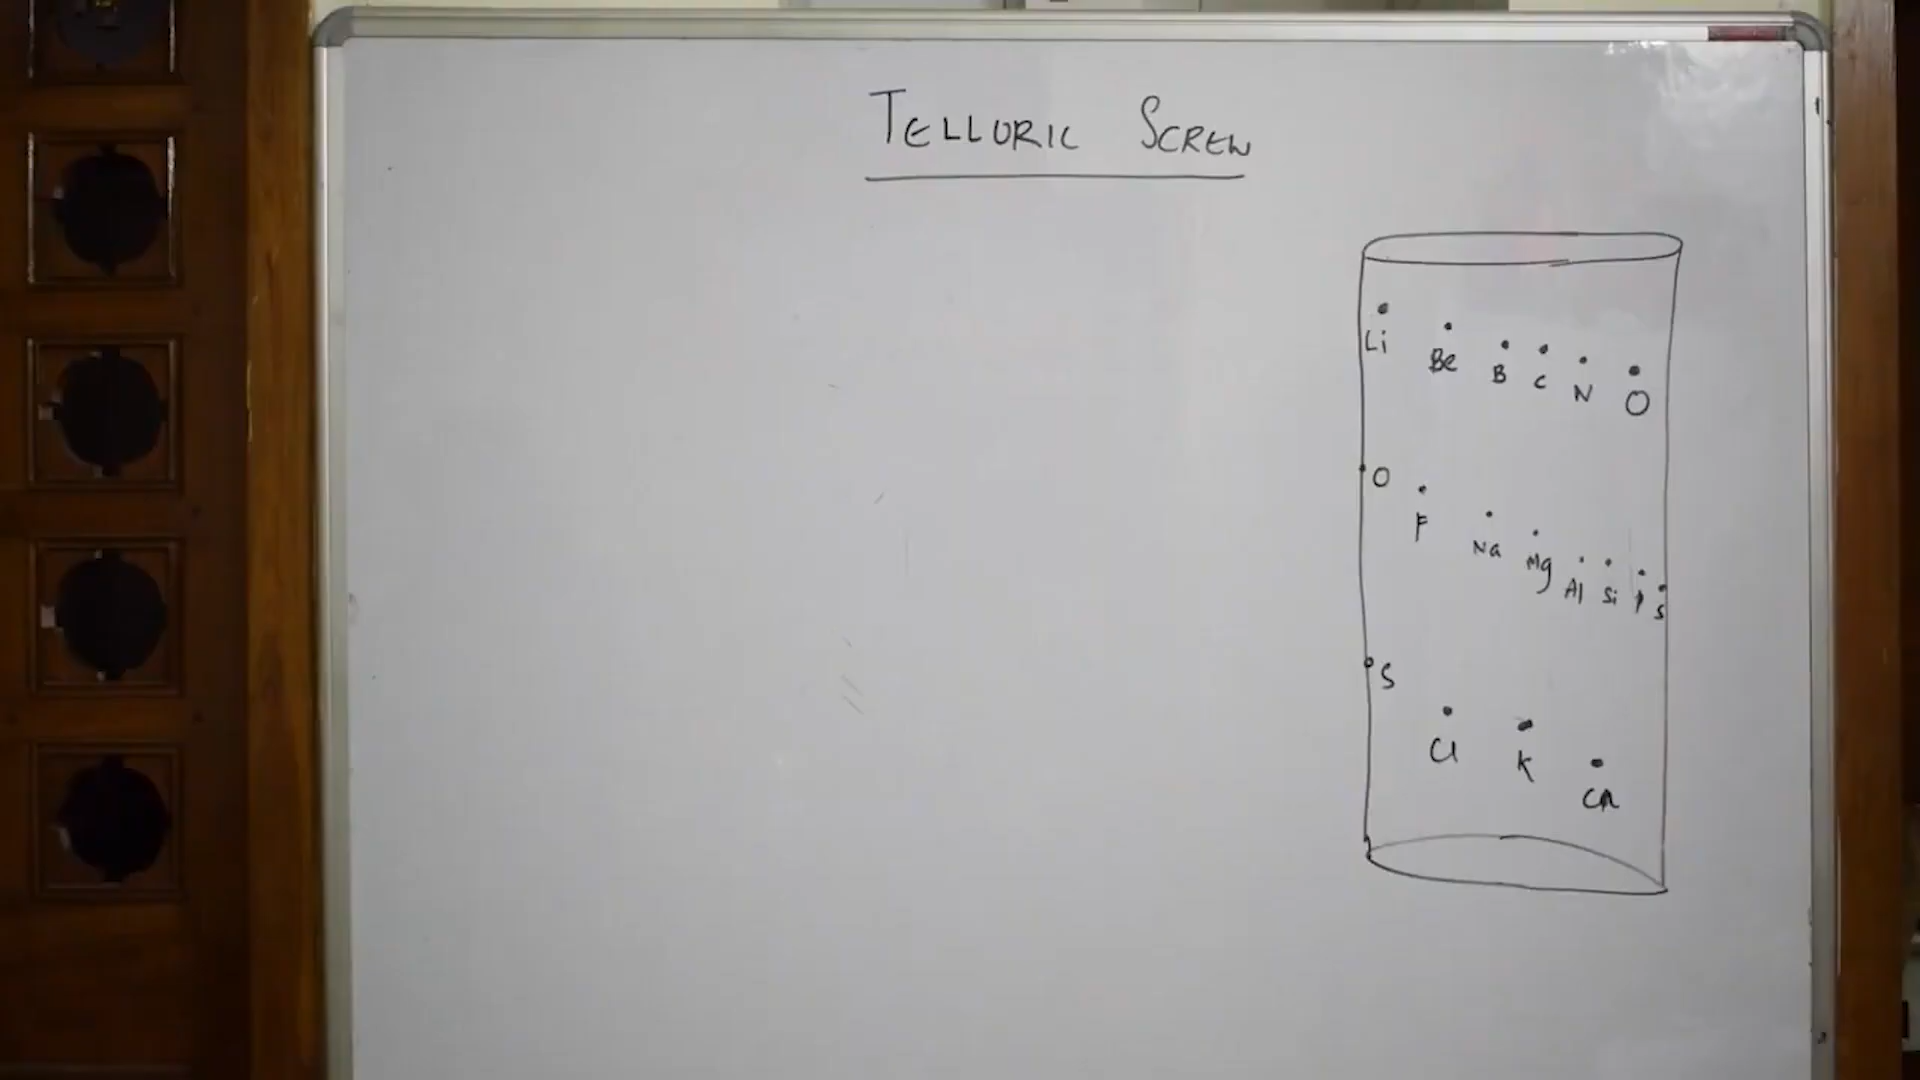 TELLURIC SCREW
Li Be B C N O
O F Na Mg Al Si P S
S Cl K Ca